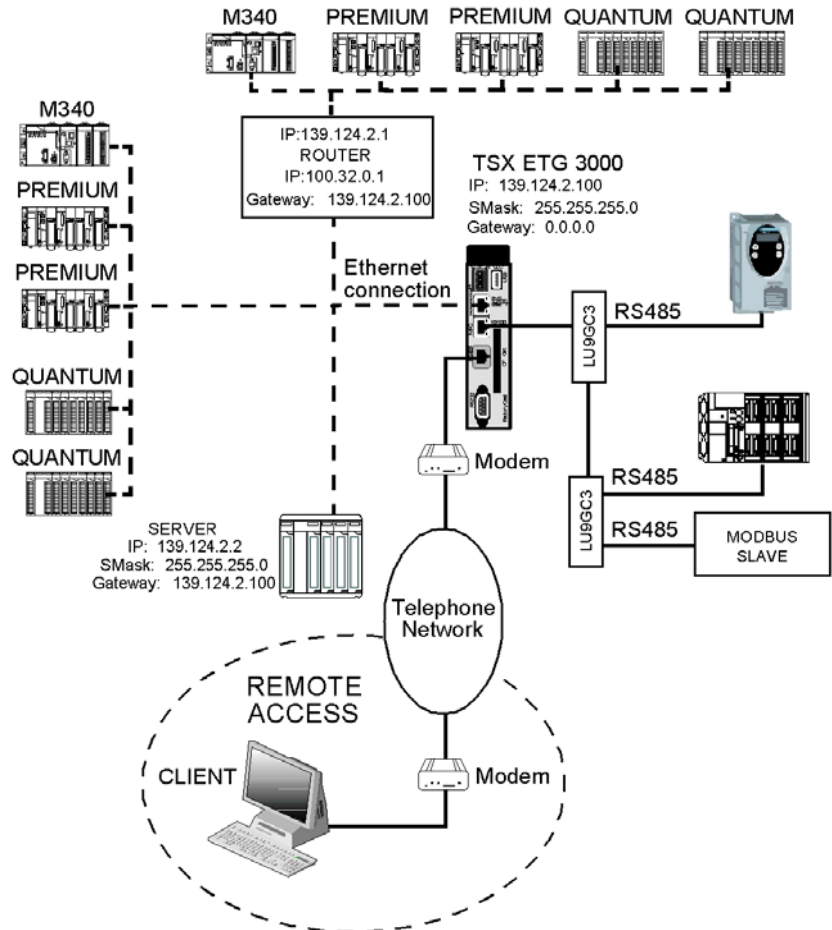 M340
PREMIUM
PREMIUM
QUANTUM
QUANTUM
M340
PREMIUM
PREMIUM
QUANTUM
QUANTUM
IP:139.124.2.1
ROUTER
IP:100.32.0.1
Gateway: 139.124.2.100
TSX ETG 3000
IP: 139.124.2.100
SMask: 255.255.255.0
Gateway: 0.0.0.0
Ethernet
connection
LU9GC3
RS485
LU9GC3
RS485
RS485
MODBUS
SLAVE
Modem
SERVER
IP: 139.124.2.2
SMask: 255.255.255.0
Gateway: 139.124.2.100
Telephone
Network
REMOTE
ACCESS
CLIENT
Modem